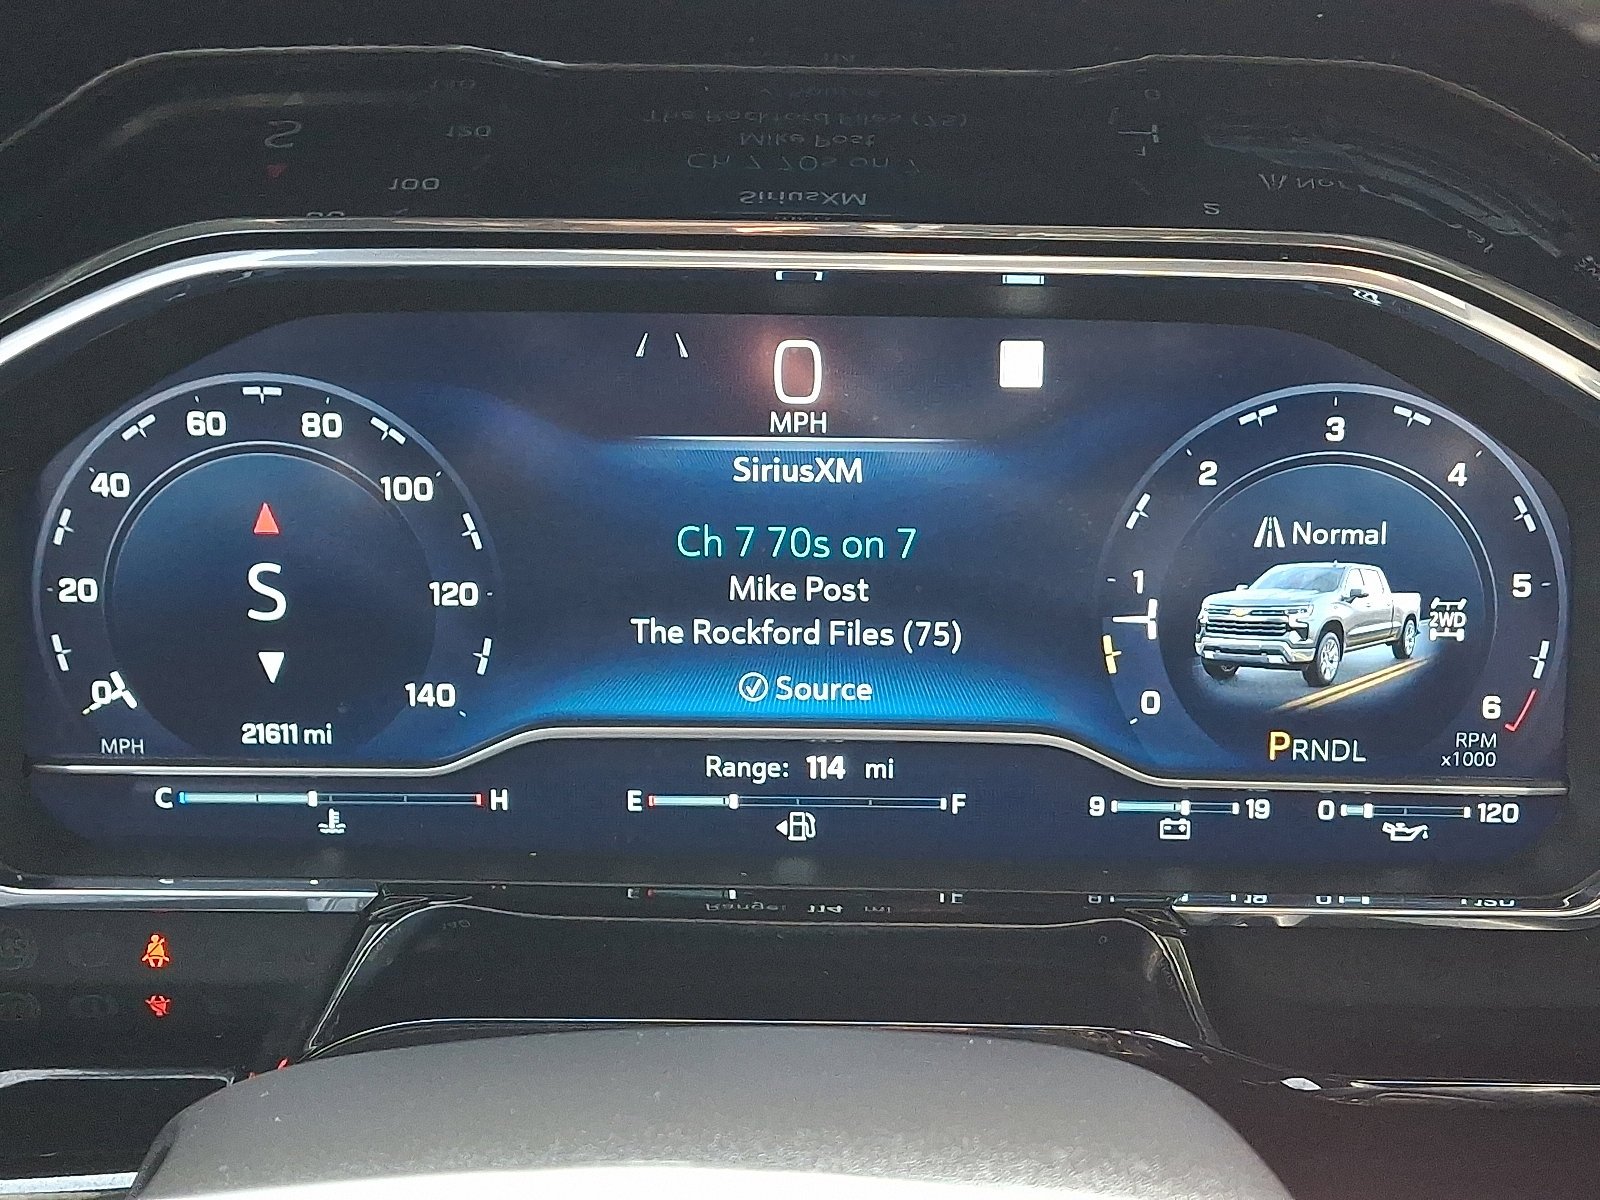 0
MPH
SiriusXM
Ch 7 70s on 7
Mike Post
The Rockford Files (75)
Source
0
20
40
60
80
100
120
140
MPH
S
21611 mi
0
1
2
3
4
5
6
RPM
x1000
Normal
2WD
PRNDL
Range: 114 mi
C H
E F
9 19
0 120